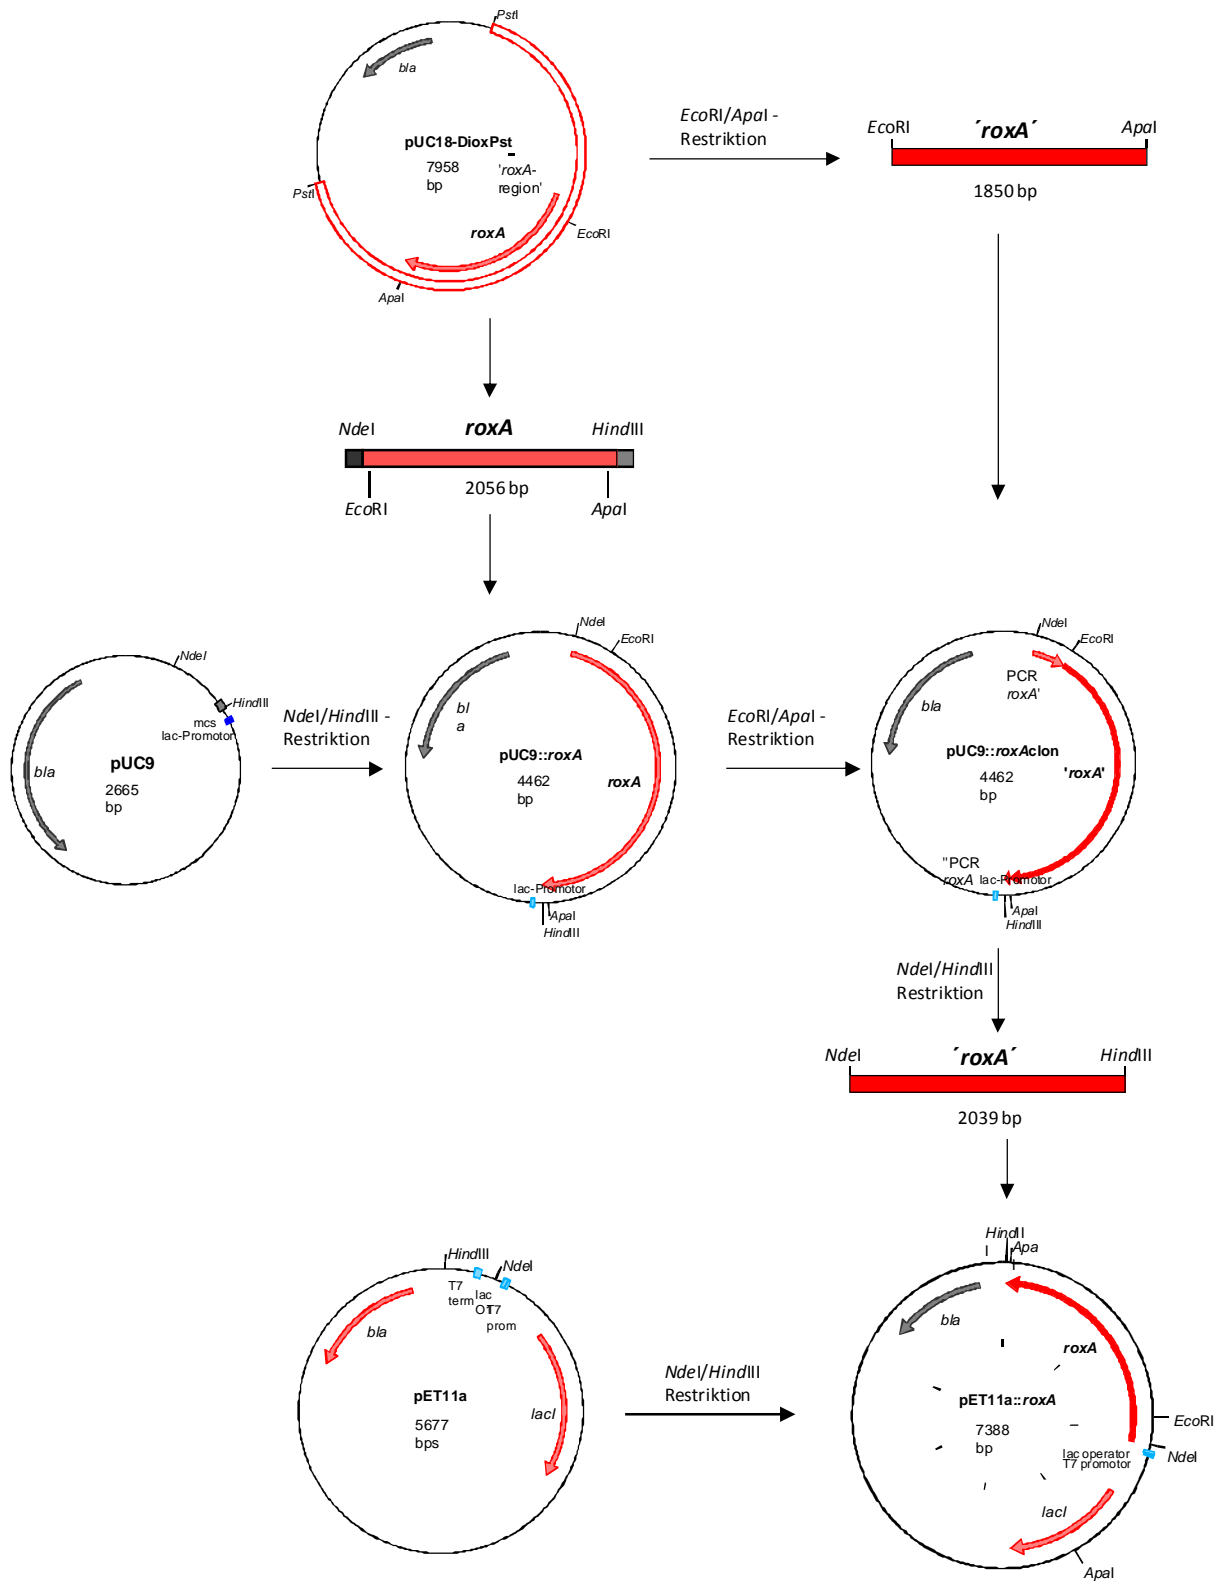 PstI
bla
pUC18-DioxPst
7958
bp
'roxA-
region'
PstI
roxA
EcoRI
ApaI
EcoRI/ApaI -
Restriktion
EcoRI
´roxA´
ApaI
1850 bp
NdeI
roxA
HindIII
2056 bp
EcoRI
ApaI
NdeI
HindIII
mcs
lac-Promotor
bla
pUC9
2665
bp
NdeI/HindIII -
Restriktion
NdeI
EcoRI
bl
a
pUC9::roxA
4462
bp
roxA
lac-Promotor
ApaI
HindIII
EcoRI/ApaI -
Restriktion
NdeI
EcoRI
PCR
roxA'
bla
pUC9::roxAclon
4462
bp
'roxA'
"PCR
roxA lac-Promotor
ApaI
HindIII
NdeI/HindIII
Restriktion
NdeI
´roxA´
HindIII
2039 bp
HindIII
NdeI
T7
term
lac
O1T7
prom
bla
pET11a
5677
bps
lacI
NdeI/HindIII
Restriktion
HindII
I
Apa
I
bla
roxA
pET11a::roxA
7388
bp
EcoRI
lac operator
T7 promotor
NdeI
lacI
ApaI